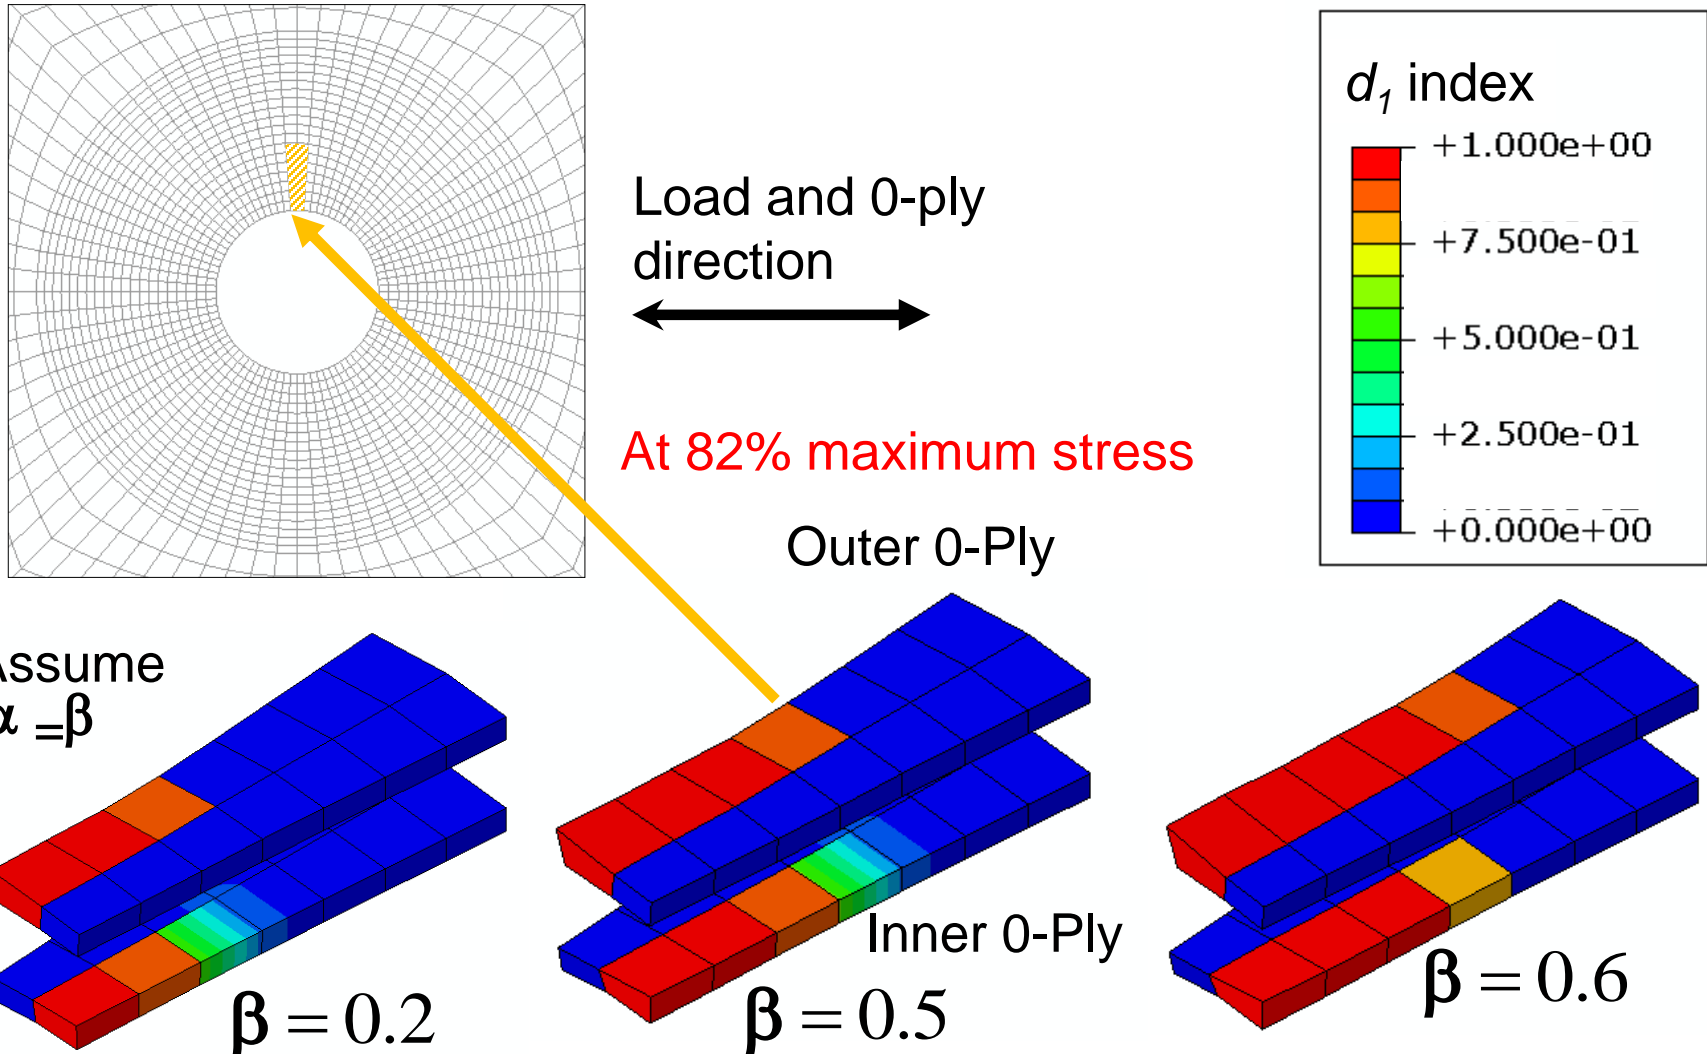 d₁ index
+1.000e+00
+7.500e-01
+5.000e-01
+2.500e-01
+0.000e+00
Load and 0-ply
direction
At 82% maximum stress
Outer 0-Ply
Assume
α =β
Inner 0-Ply
β = 0.2
β = 0.5
β = 0.6